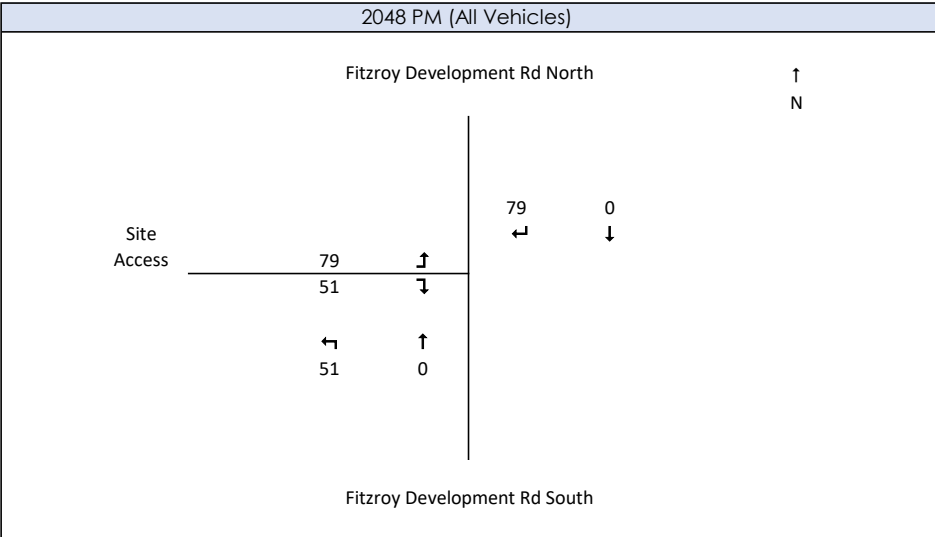 2048 PM (All Vehicles)
Fitzroy Development Rd North
↑
N
79 0
↵ ↓
Site
Access
79 ⮥
51 ⮧
↰ ↑
51 0
Fitzroy Development Rd South